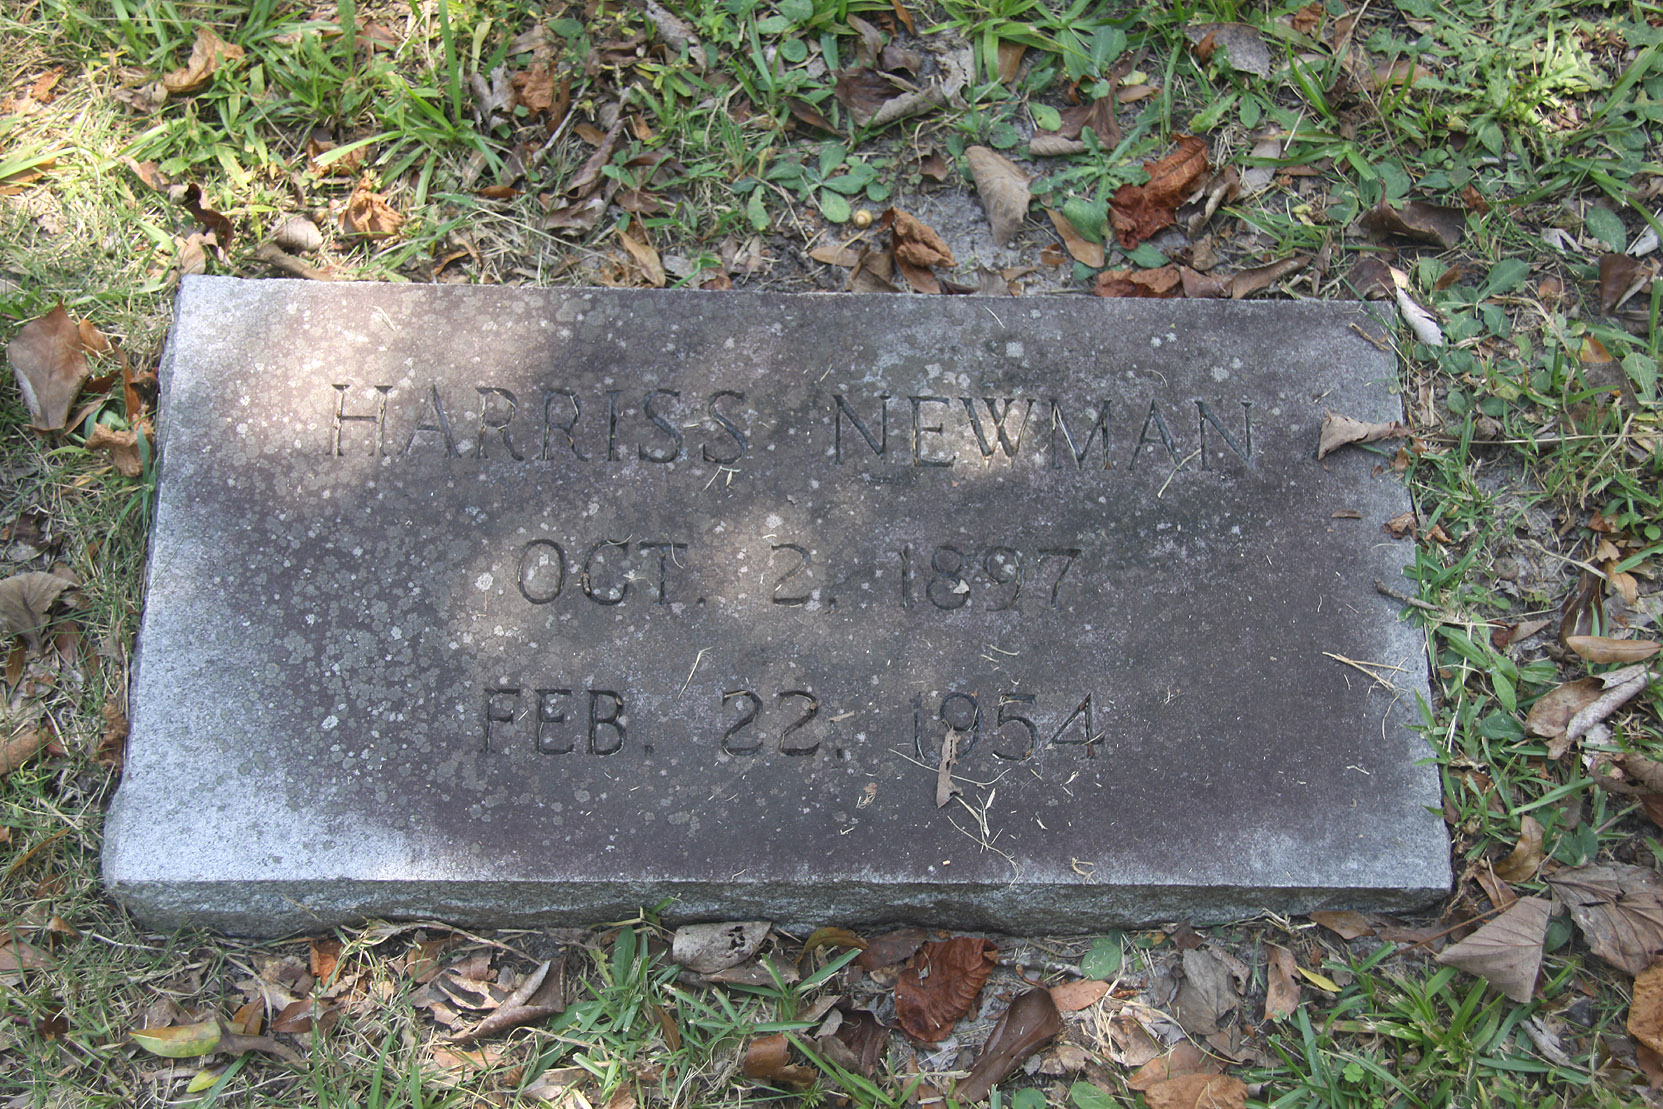 HARRISS NEWMAN
OCT. 2, 1897
FEB. 22, 1954